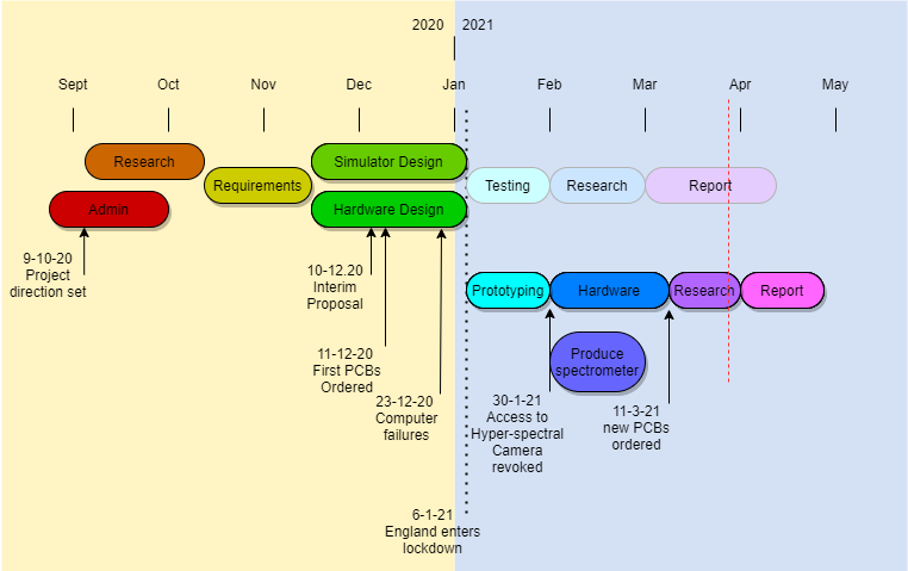 2020 2021
Sept Oct Nov Dec Jan Feb Mar Apr May
Research
Simulator Design
Requirements
Testing
Research
Report
Admin
Hardware Design
9-10-20
Project
direction set
10-12.20
Interim
Proposal
Prototyping
Hardware
Research
Report
11-12-20
First PCBs
Ordered
Produce
spectrometer
23-12-20
Computer
failures
30-1-21
Access to
Hyper-spectral
Camera
revoked
11-3-21
new PCBs
ordered
6-1-21
England enters
lockdown